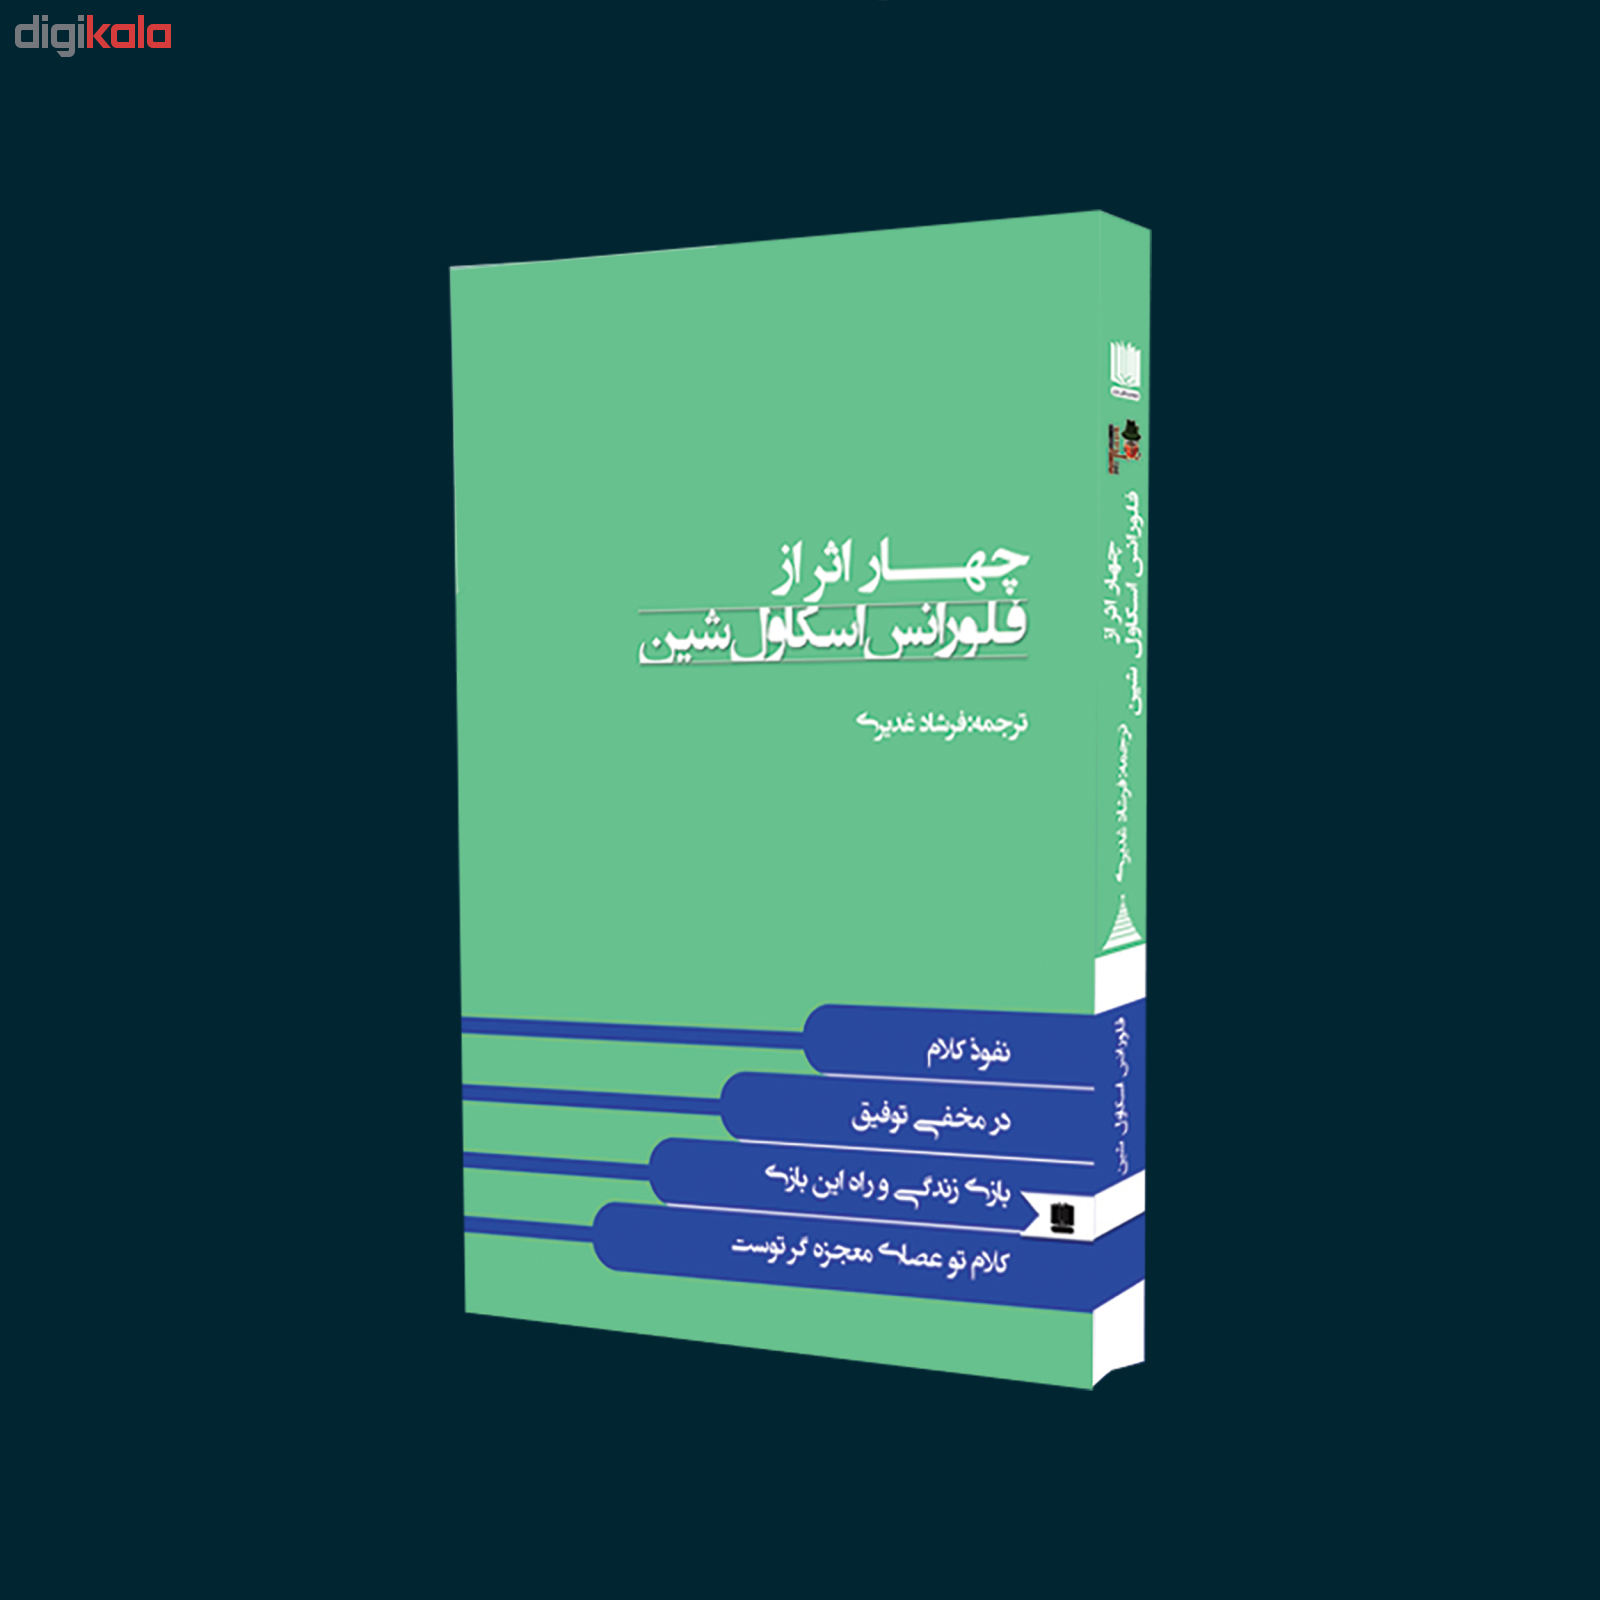 digikala
چهار اثر از
فلورانس اسکاول شین
ترجمه: فرشاد غدیری
نفوذ کلام
در مخفی توفیق
بازی زندگی و راه این بازی
کلام تو عصای معجزه گر توست
چهار اثر از
فلورانس اسکاول شین
ترجمه: فرشاد غدیری
فلورانس اسکاول شین